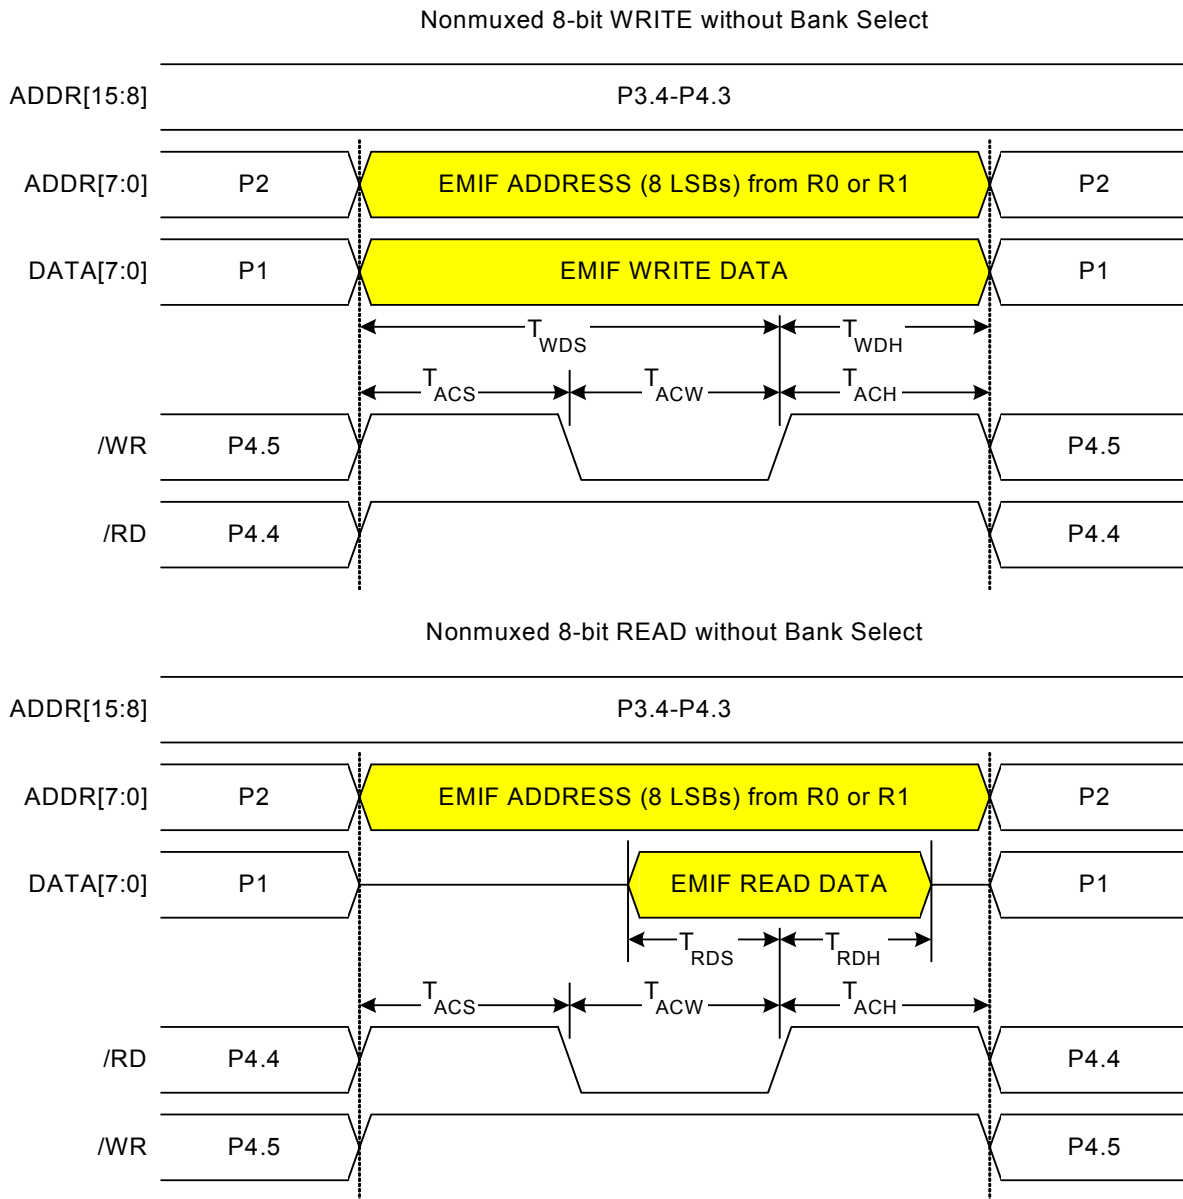 Nonmuxed 8-bit WRITE without Bank Select
ADDR[15:8] P3.4-P4.3
ADDR[7:0] P2 EMIF ADDRESS (8 LSBs) from R0 or R1 P2
DATA[7:0] P1 EMIF WRITE DATA P1
TWDS TWDH
TACS TACW TACH
/WR P4.5 P4.5
/RD P4.4 P4.4
Nonmuxed 8-bit READ without Bank Select
ADDR[15:8] P3.4-P4.3
ADDR[7:0] P2 EMIF ADDRESS (8 LSBs) from R0 or R1 P2
DATA[7:0] P1 EMIF READ DATA P1
TRDS TRDH
TACS TACW TACH
/RD P4.4 P4.4
/WR P4.5 P4.5